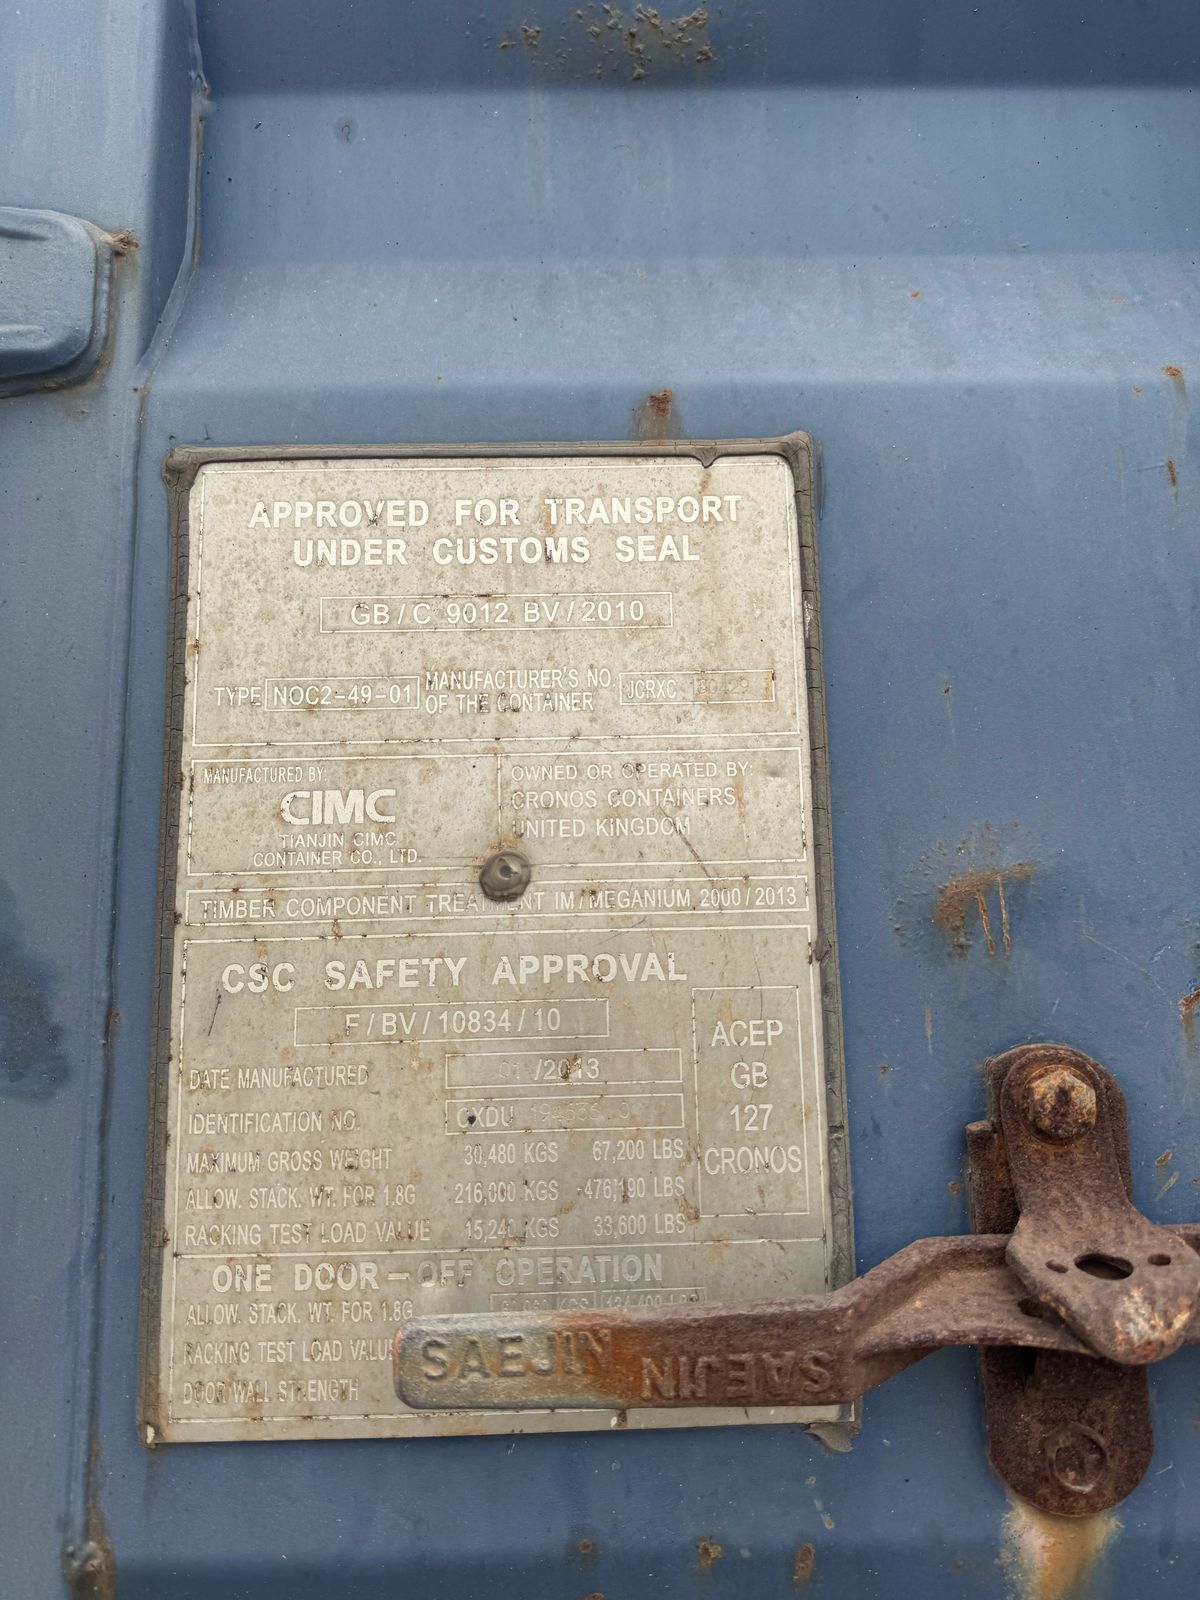 APPROVED FOR TRANSPORT
UNDER CUSTOMS SEAL
GB / C 9012 BV / 2010
TYPE NOC2-49-01 MANUFACTURER'S NO. OF THE CONTAINER JCRXC
MANUFACTURED BY:
CIMC
TIANJIN CIMC
CONTAINER CO., LTD.
OWNED OR OPERATED BY:
CRONOS CONTAINERS
UNITED KINGDOM
TIMBER COMPONENT TREATMENT IM / MEGANIUM 2000 / 2013
CSC SAFETY APPROVAL
F / BV / 10834 / 10
DATE MANUFACTURED 01 /2013
IDENTIFICATION NO. CXDU
MAXIMUM GROSS WEIGHT 30,480 KGS 67,200 LBS
ALLOW. STACK. WT. FOR 1.8G 216,000 KGS 476,190 LBS
RACKING TEST LOAD VALUE 15,240 KGS 33,600 LBS
ACEP
GB
127
CRONOS
ONE DOOR – OFF OPERATION
ALLOW. STACK. WT. FOR 1.8G
RACKING TEST LOAD VALUE
DOOR WALL STRENGTH
SAEJIN
SAEJIN